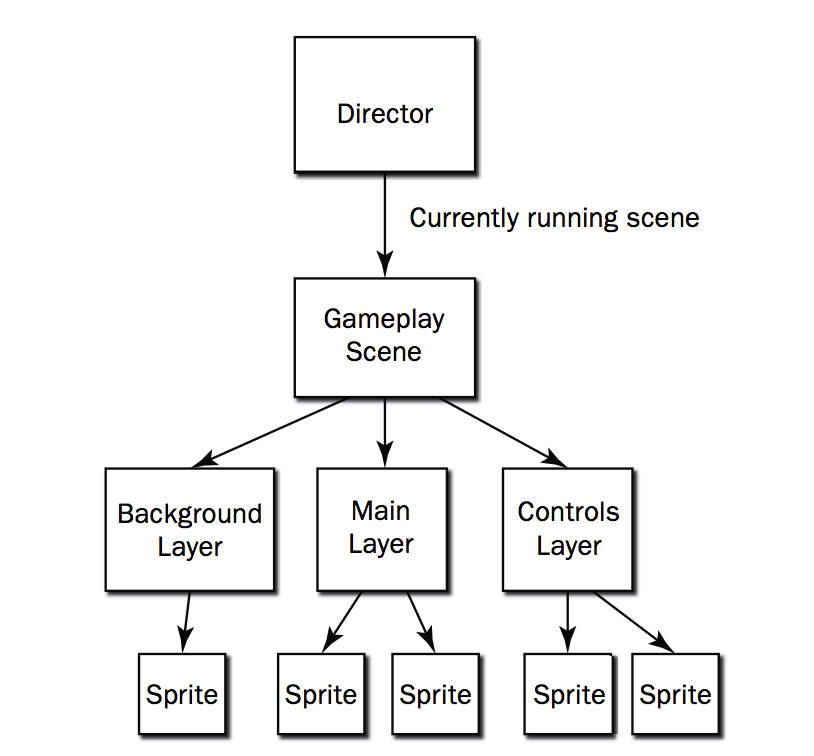 Director
Currently running scene
Gameplay
Scene
Background
Layer
Main
Layer
Controls
Layer
Sprite
Sprite
Sprite
Sprite
Sprite